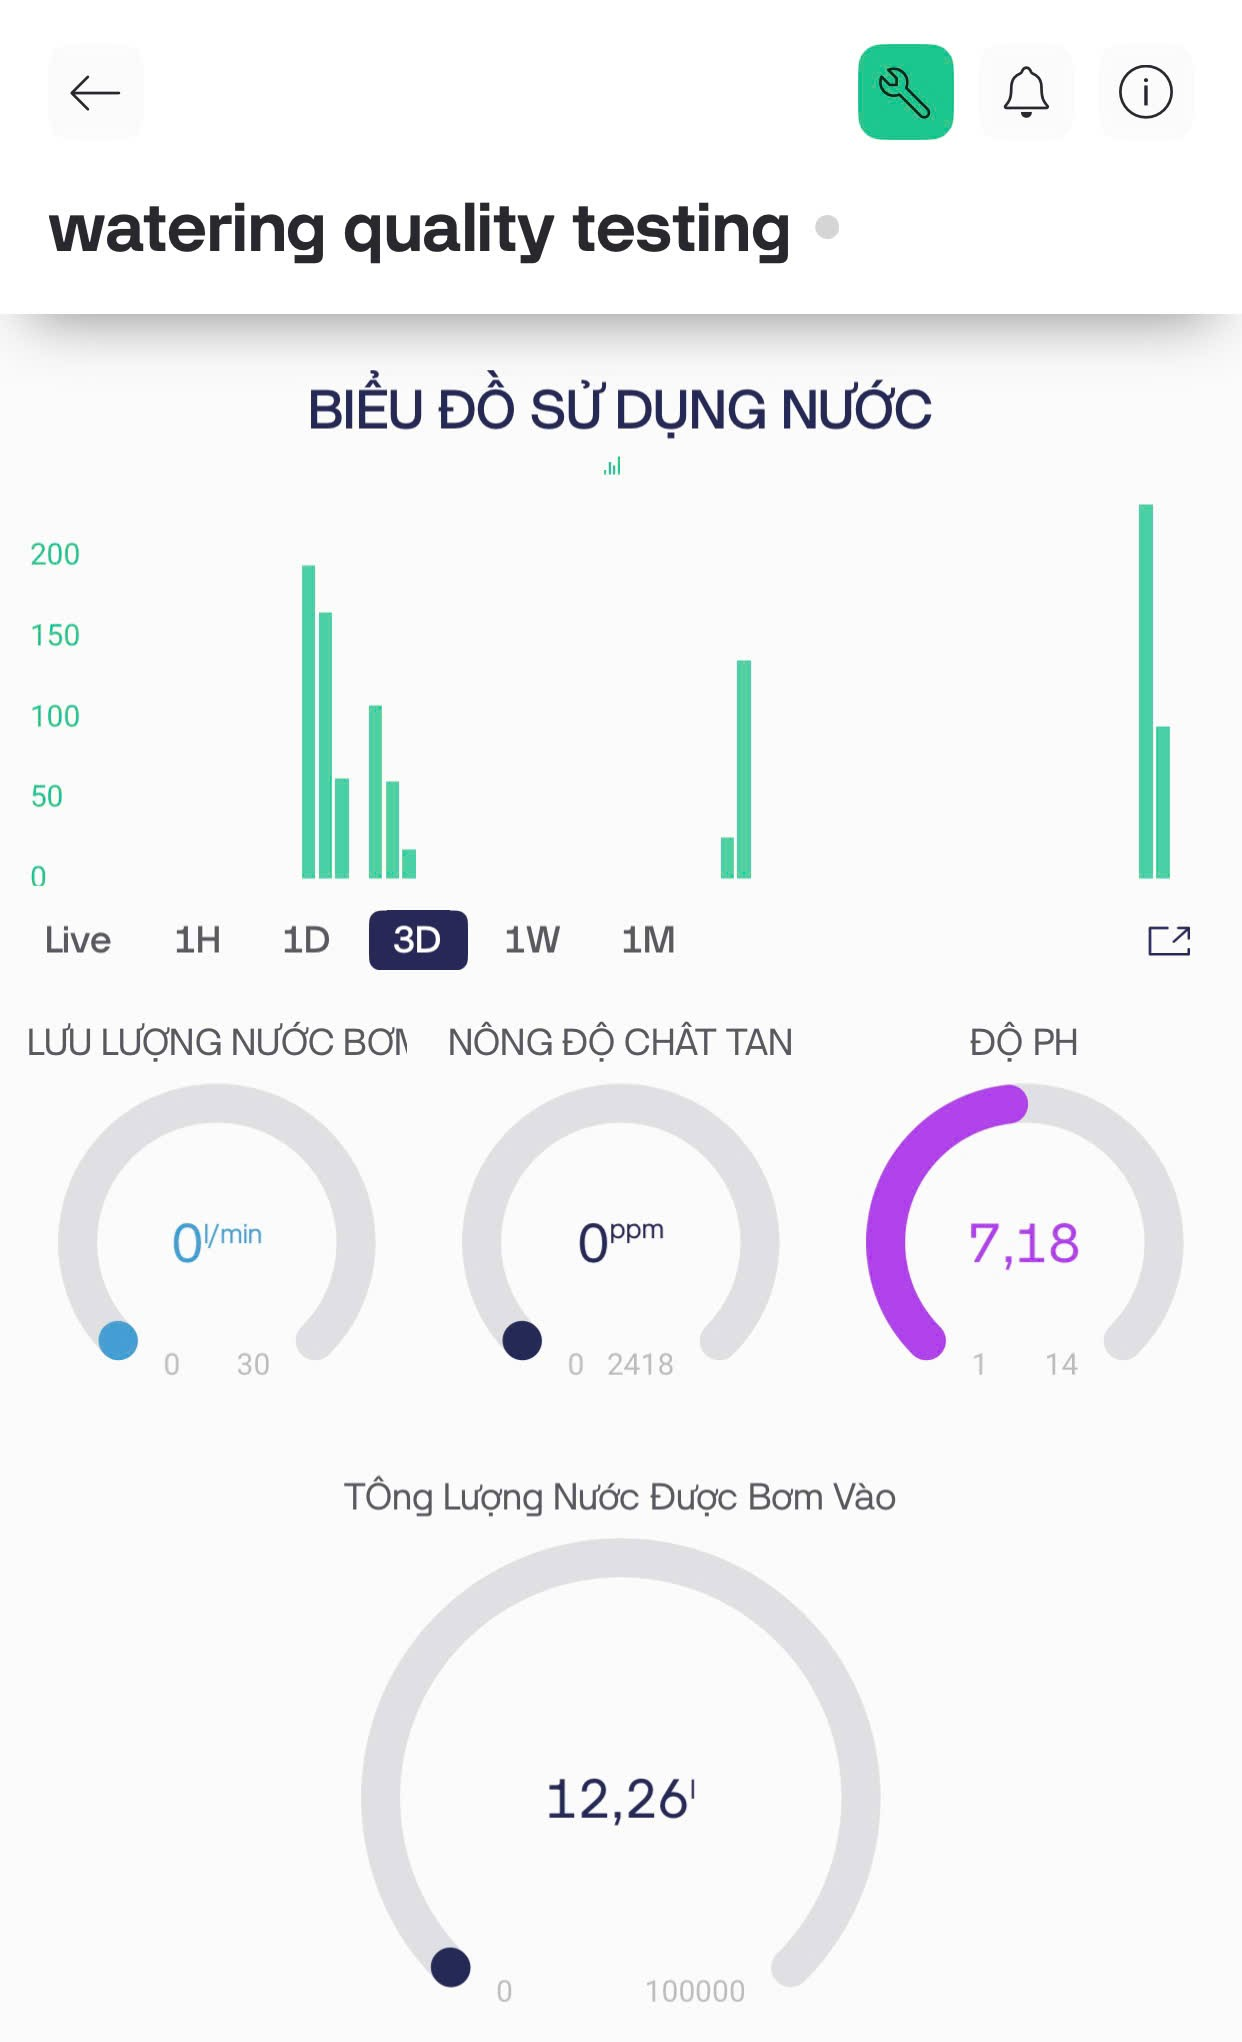 watering quality testing
BIỂU ĐỒ SỬ DỤNG NƯỚC
200
150
100
50
0
Live 1H 1D 3D 1W 1M
LƯU LƯỢNG NƯỚC BƠM NÔNG ĐỘ CHÂT TAN ĐỘ PH
0 l/min 0 ppm 7,18
0 30 0 2418 1 14
TÔng Lượng Nước Được Bơm Vào
12,26 l
0 100000